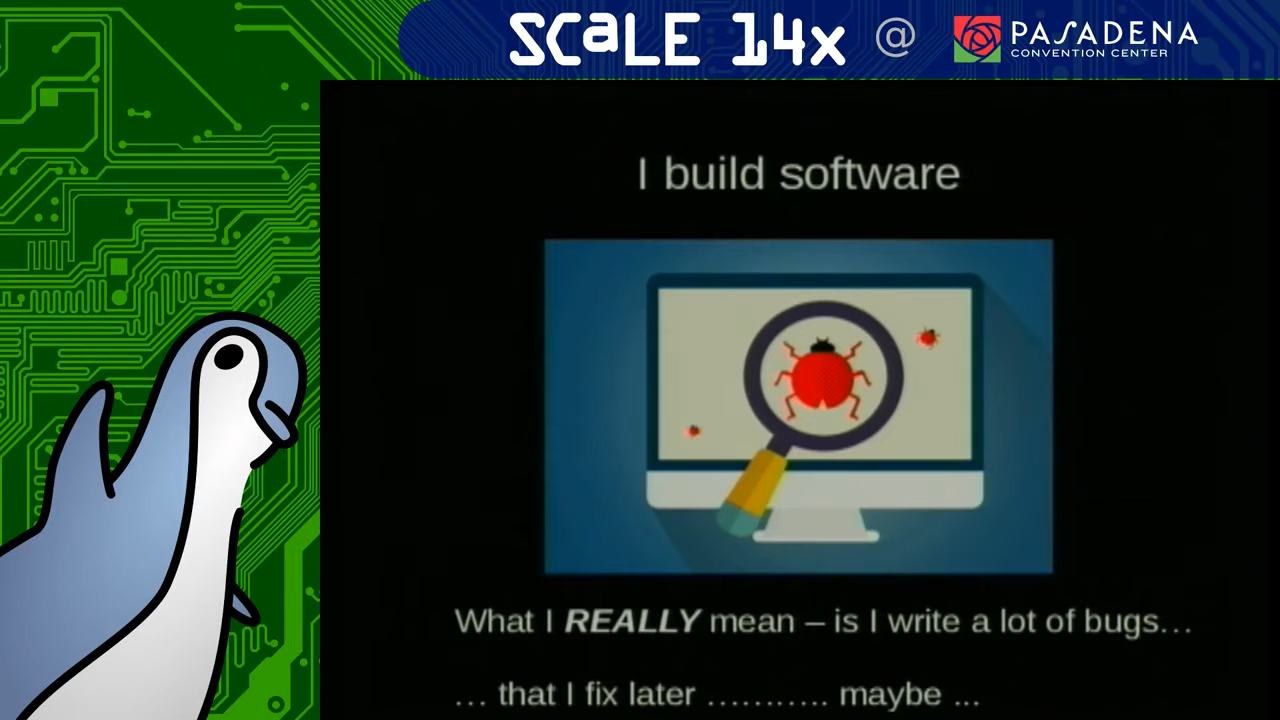 SCaLE 14x @ PASADENA
CONVENTION CENTER
I build software
What I REALLY mean – is I write a lot of bugs…
… that I fix later ……….. maybe ...